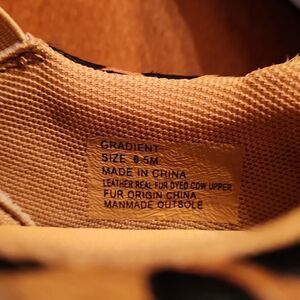 GRADIENT
SIZE 6.5M
MADE IN CHINA
LEATHER REAL FUR DYED COW UPPER
FUR ORIGIN CHINA
MANMADE OUTSOLE